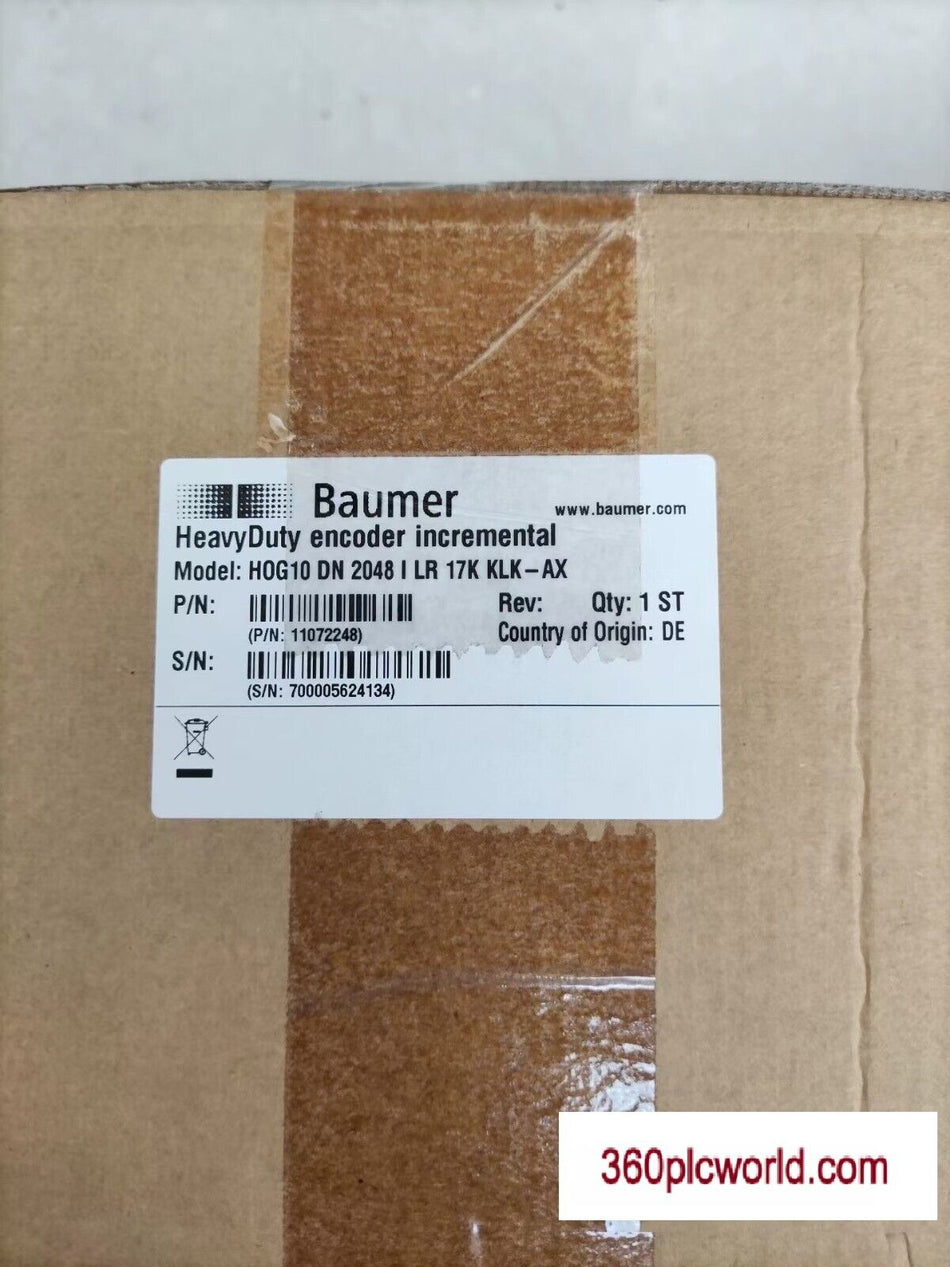 Baumer
www.baumer.com
HeavyDuty encoder incremental
Model: HOG10 DN 2048 I LR 17K KLK-AX
P/N:
Rev: Qty: 1 ST
(P/N: 11072248)
Country of Origin: DE
S/N:
(S/N: 700005624134)
360plcworld.com